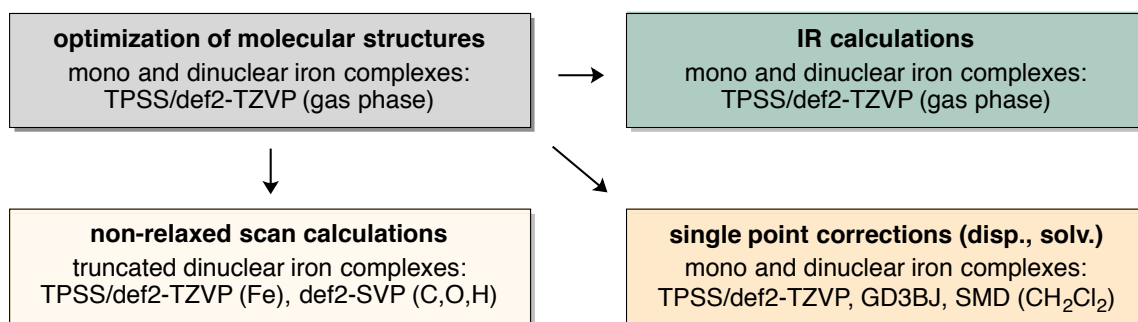 optimization of molecular structures
mono and dinuclear iron complexes:
TPSS/def2-TZVP (gas phase)
IR calculations
mono and dinuclear iron complexes:
TPSS/def2-TZVP (gas phase)
non-relaxed scan calculations
truncated dinuclear iron complexes:
TPSS/def2-TZVP (Fe), def2-SVP (C,O,H)
single point corrections (disp., solv.)
mono and dinuclear iron complexes:
TPSS/def2-TZVP, GD3BJ, SMD (CH₂Cl₂)